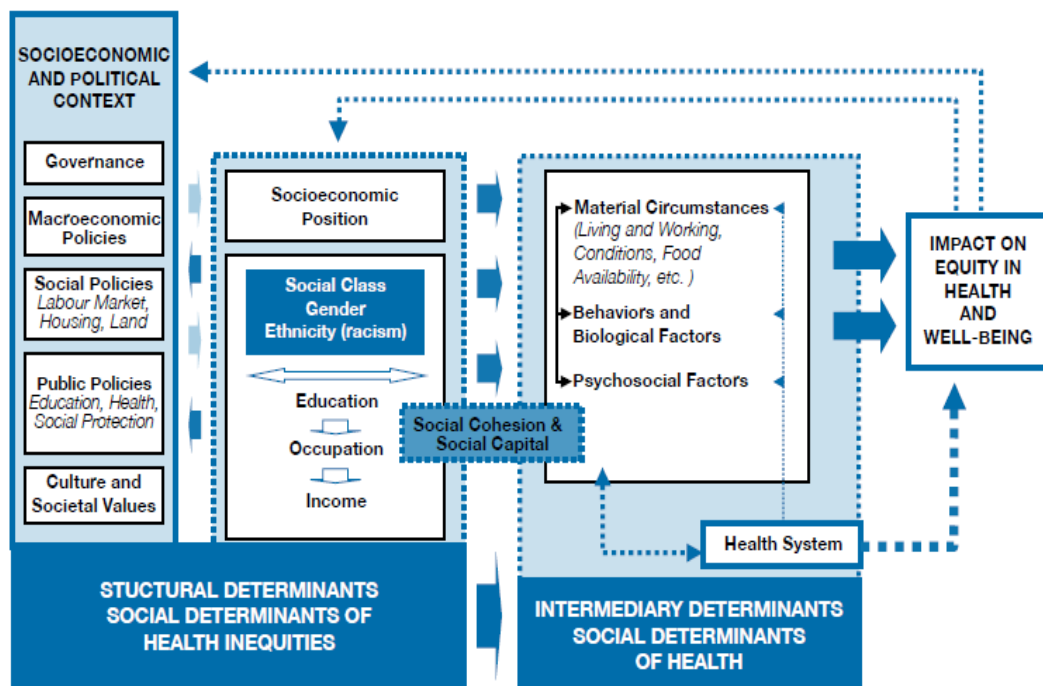 SOCIOECONOMIC
AND POLITICAL
CONTEXT
Governance
Macroeconomic
Policies
Social Policies
Labour Market,
Housing, Land
Public Policies
Education, Health,
Social Protection
Culture and
Societal Values
Socioeconomic
Position
Social Class
Gender
Ethnicity (racism)
Education
Occupation
Income
Social Cohesion &
Social Capital
Material Circumstances
(Living and Working,
Conditions, Food
Availability, etc. )
Behaviors and
Biological Factors
Psychosocial Factors
Health System
IMPACT ON
EQUITY IN
HEALTH
AND
WELL-BEING
STUCTURAL DETERMINANTS
SOCIAL DETERMINANTS OF
HEALTH INEQUITIES
INTERMEDIARY DETERMINANTS
SOCIAL DETERMINANTS
OF HEALTH